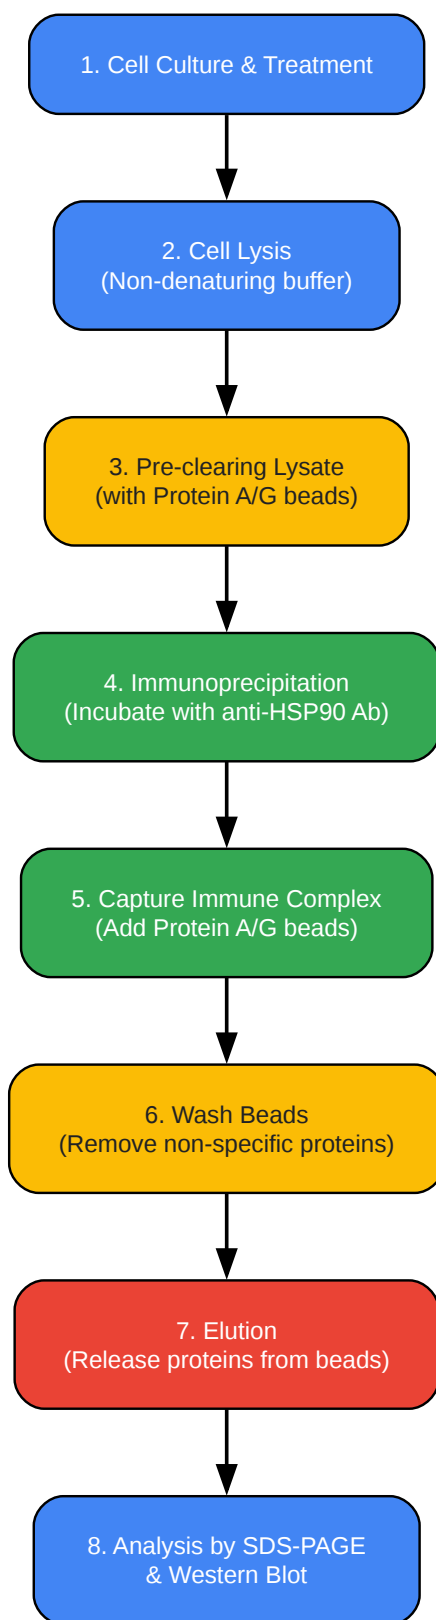 1. Cell Culture & Treatment
2. Cell Lysis
(Non-denaturing buffer)
3. Pre-clearing Lysate
(with Protein A/G beads)
4. Immunoprecipitation
(Incubate with anti-HSP90 Ab)
5. Capture Immune Complex
(Add Protein A/G beads)
6. Wash Beads
(Remove non-specific proteins)
7. Elution
(Release proteins from beads)
8. Analysis by SDS-PAGE
& Western Blot